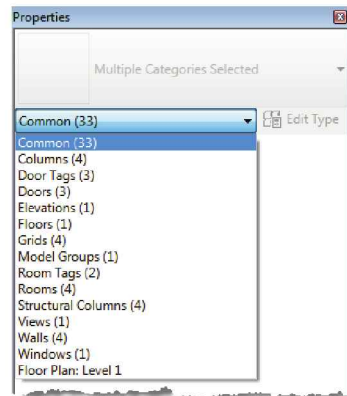 Properties
Multiple Categories Selected
Common (33)
Edit Type
Common (33)
Columns (4)
Door Tags (3)
Doors (3)
Elevations (1)
Floors (1)
Grids (4)
Model Groups (1)
Room Tags (2)
Rooms (4)
Structural Columns (4)
Views (1)
Walls (4)
Windows (1)
Floor Plan: Level 1